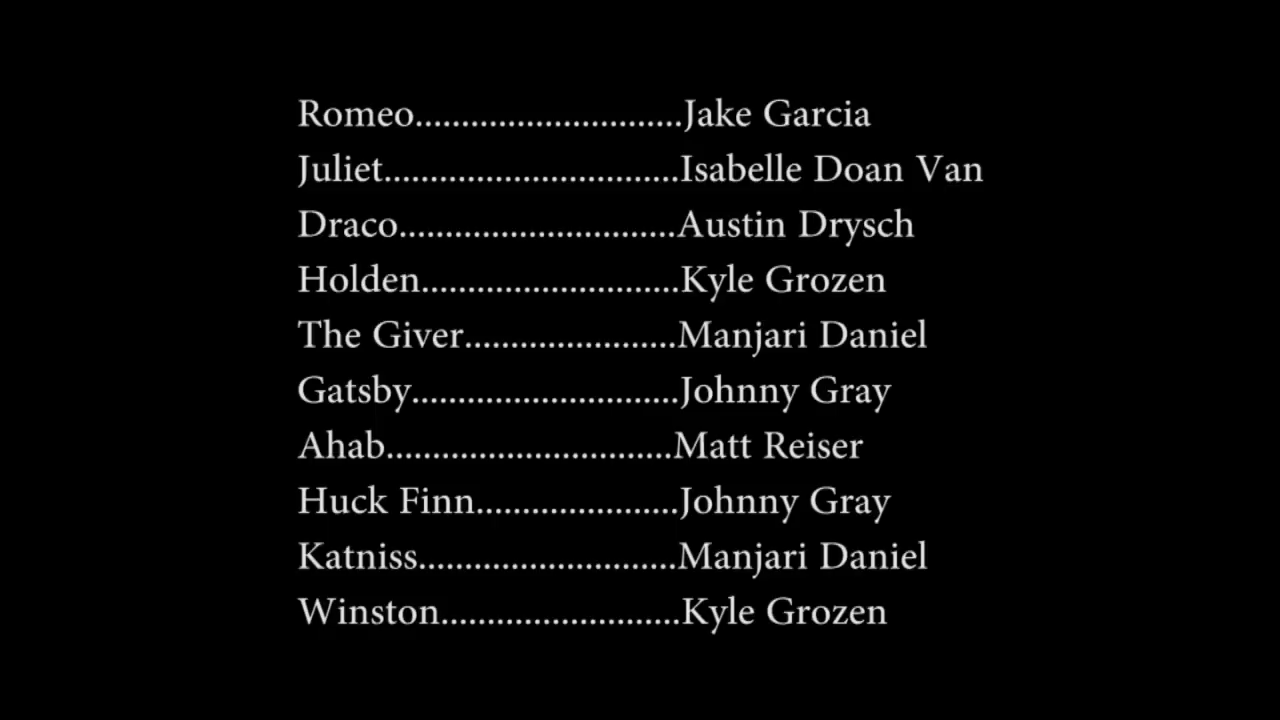 Romeo.............................Jake Garcia
Juliet................................Isabelle Doan Van
Draco..............................Austin Drysch
Holden............................Kyle Grozen
The Giver.......................Manjari Daniel
Gatsby.............................Johnny Gray
Ahab...............................Matt Reiser
Huck Finn......................Johnny Gray
Katniss............................Manjari Daniel
Winston..........................Kyle Grozen